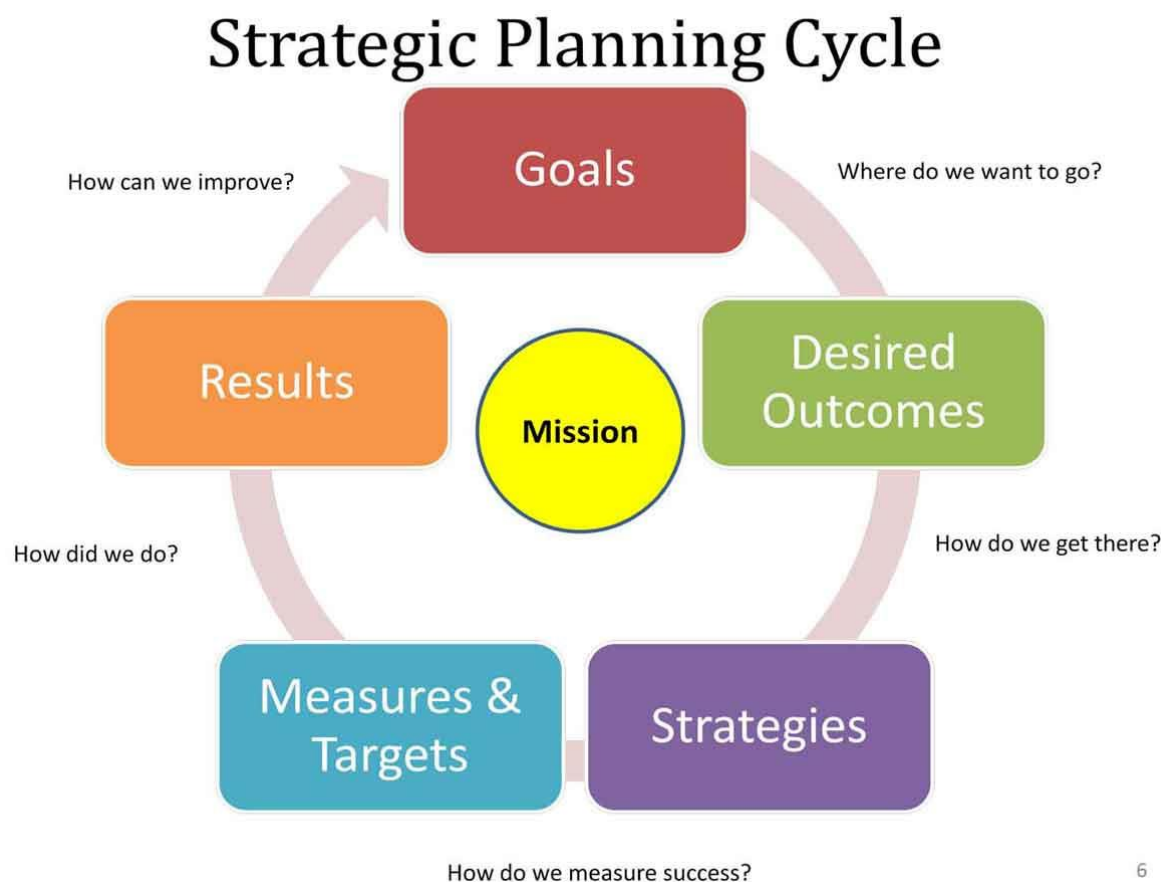 Strategic Planning Cycle
Goals
Where do we want to go?
Desired
Outcomes
How do we get there?
Strategies
How do we measure success?
Measures &
Targets
How did we do?
Results
How can we improve?
Mission
6